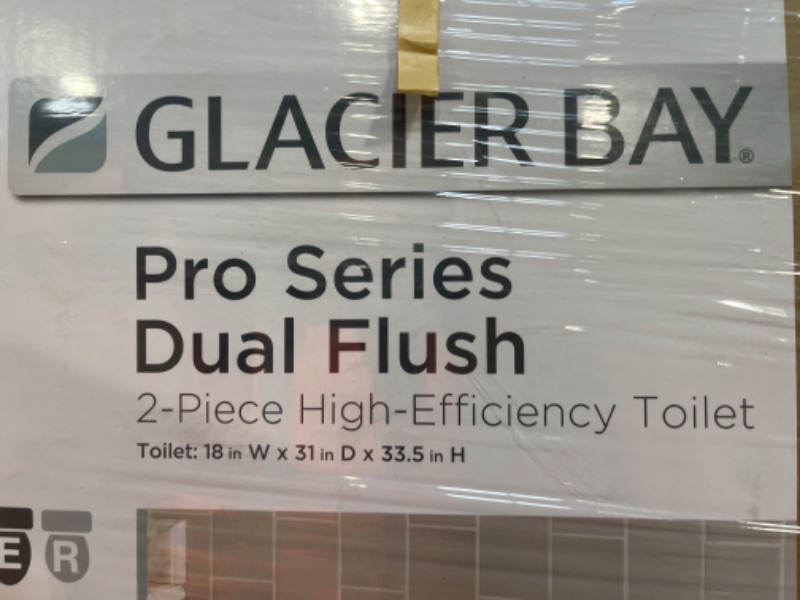 GLACIER BAY®
Pro Series
Dual Flush
2-Piece High-Efficiency Toilet
Toilet: 18 in W x 31 in D x 33.5 in H
E R